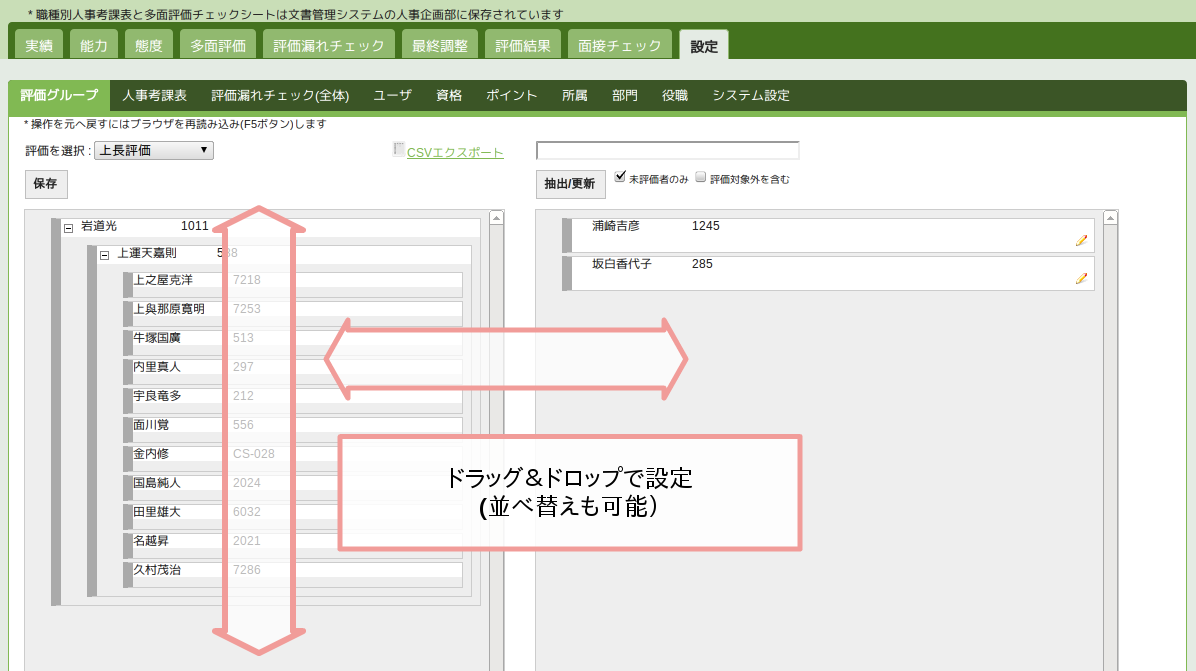 * 職種別人事考課表と多面評価チェックシートは文書管理システムの人事企画部に保存されています
実績 能力 態度 多面評価 評価漏れチェック 最終調整 評価結果 面接チェック 設定
評価グループ 人事考課表 評価漏れチェック(全体) ユーザ 資格 ポイント 所属 部門 役職 システム設定
* 操作を元へ戻すにはブラウザを再読み込み(F5ボタン)します
評価を選択 : 上長評価 CSVエクスポート
保存 抽出/更新 未評価者のみ 評価対象外を含む
岩道光 1011
上運天嘉則
上之屋克洋 7218
上與那原寛明 7253
牛塚国廣 513
内里真人 297
宇良竜多 212
面川覚 556
金内修 CS-028
国島純人 2024
田里雄大 6032
名越昇 2021
久村茂治 7286
浦崎吉彦 1245
坂白香代子 285
ドラッグ＆ドロップで設定
(並べ替えも可能）